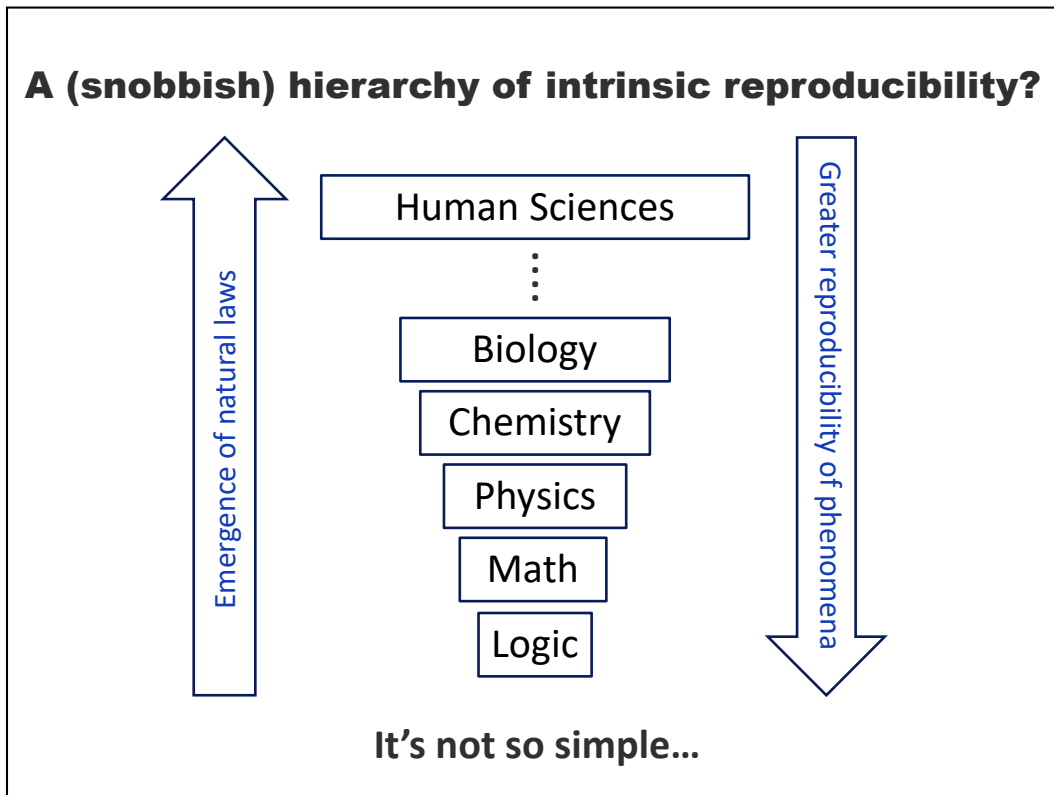 A (snobbish) hierarchy of intrinsic reproducibility?
Emergence of natural laws
Human Sciences
Biology
Chemistry
Physics
Math
Logic
Greater reproducibility of phenomena
It’s not so simple…